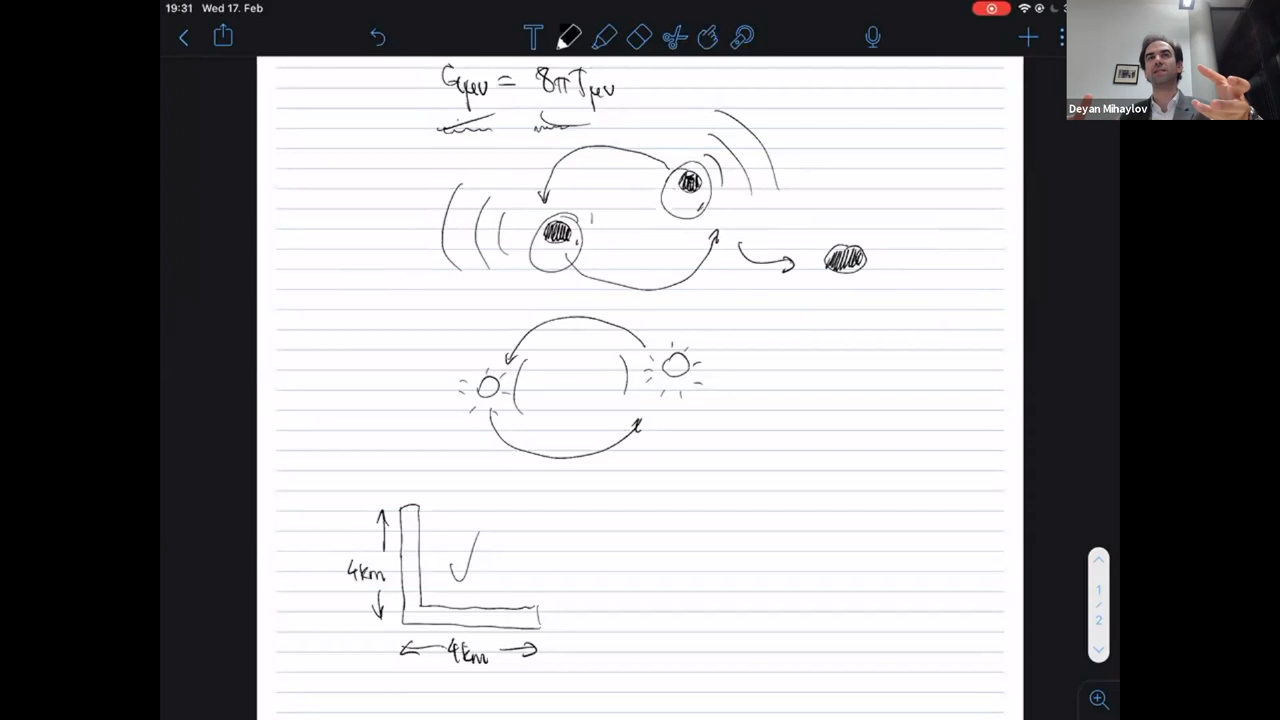 19:31 Wed 17. Feb
Deyan Mihaylov
Gμν = 8πTμν
4km
4km
1
/
2